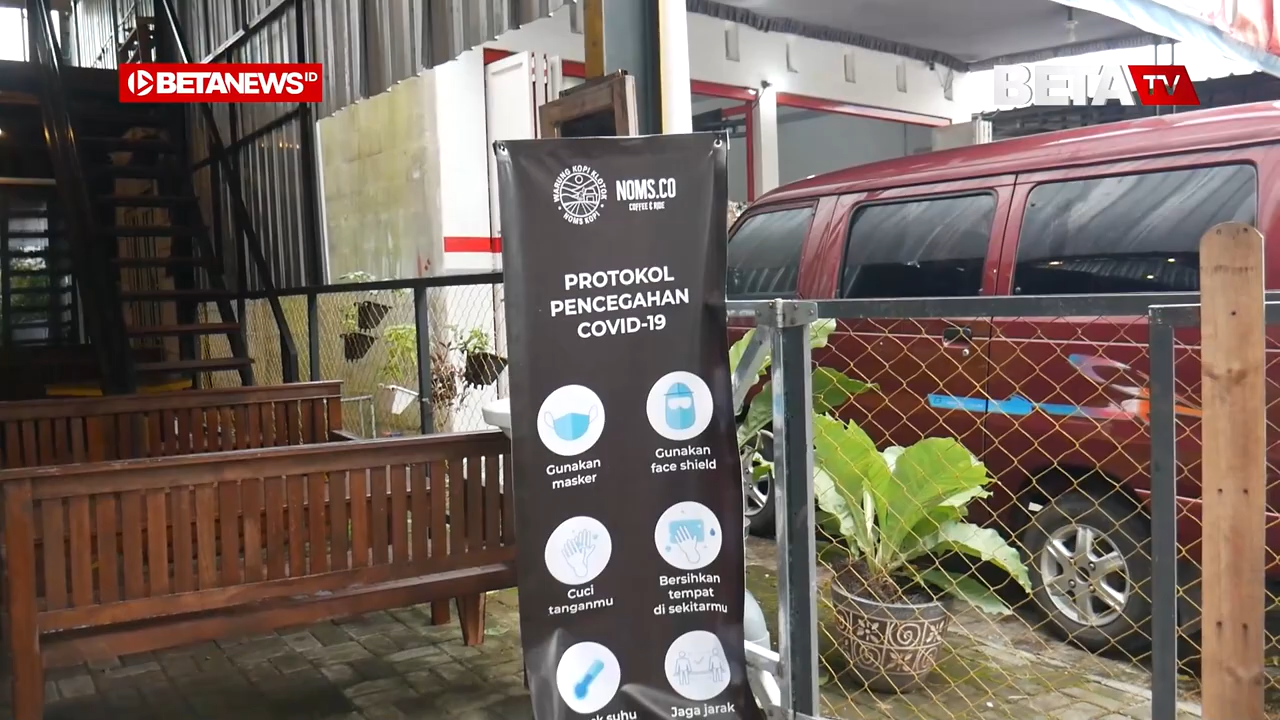 BETANEWS ID
BETA TV
WARUNG KOPI KLOTOK
NOMS KOPI
NOMS.CO
COFFEE & RIDE
PROTOKOL
PENCEGAHAN
COVID-19
Gunakan
masker
Gunakan
face shield
Cuci
tanganmu
Bersihkan
tempat
di sekitarmu
suhu
Jaga jarak